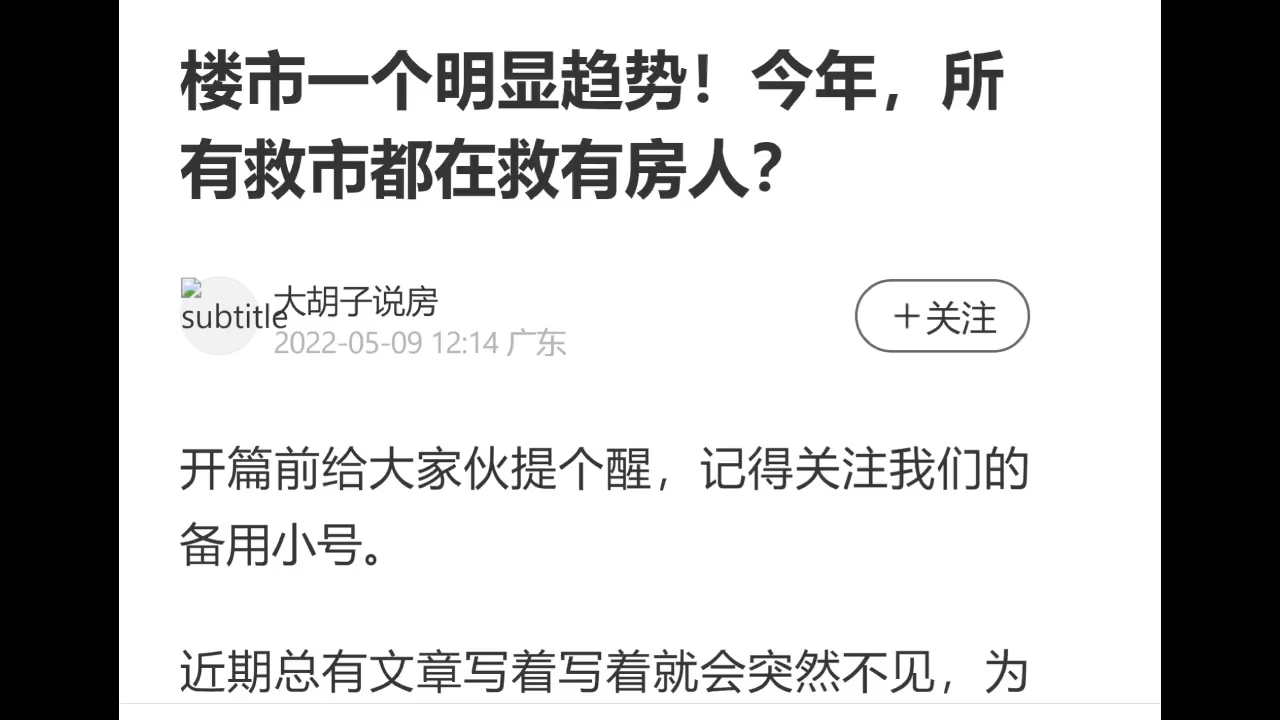 楼市一个明显趋势！今年，所
有救市都在救有房人？
subtitle
大胡子说房
2022-05-09 12:14 广东
＋关注
开篇前给大家伙提个醒，记得关注我们的
备用小号。
近期总有文章写着写着就会突然不见，为